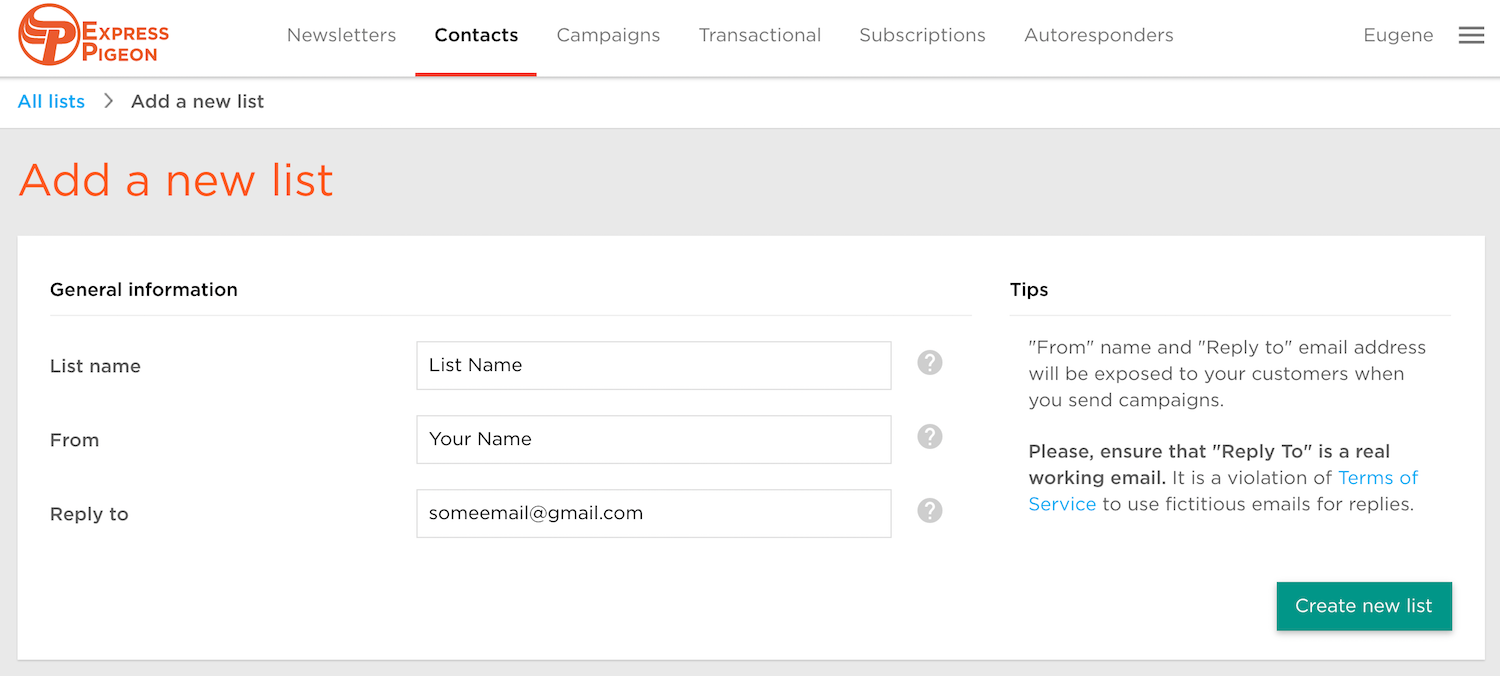 EXPRESS
PIGEON
Newsletters Contacts Campaigns Transactional Subscriptions Autoresponders Eugene
All lists > Add a new list
Add a new list
General information
List name List Name ?
From Your Name ?
Reply to someemail@gmail.com ?
Tips
"From" name and "Reply to" email address
will be exposed to your customers when
you send campaigns.
Please, ensure that "Reply To" is a real
working email. It is a violation of Terms of
Service to use fictitious emails for replies.
Create new list